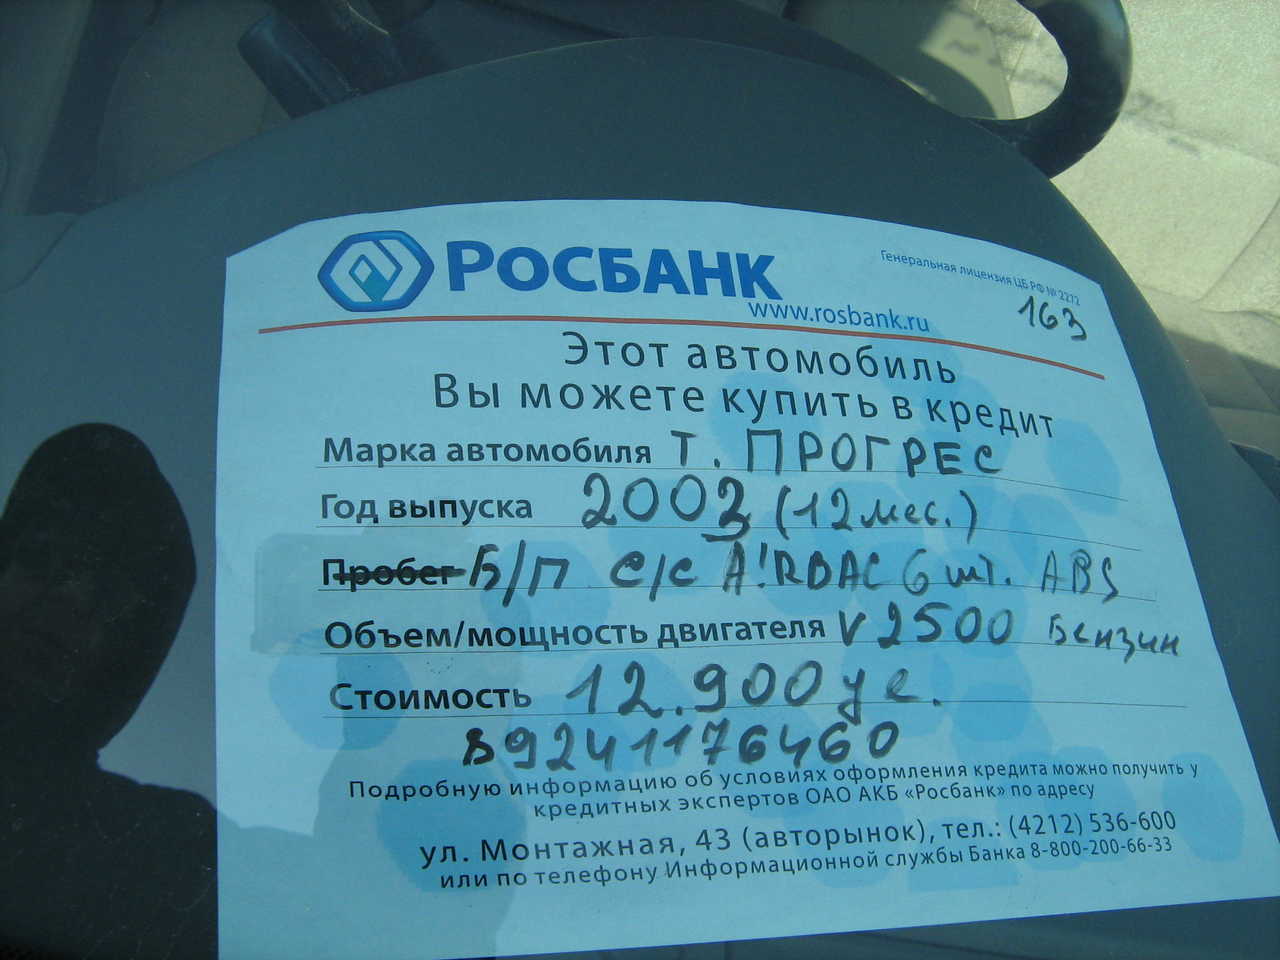 РОСБАНК
Генеральная лицензия ЦБ РФ № 2272
www.rosbank.ru
163
Этот автомобиль
Вы можете купить в кредит
Марка автомобиля Т. ПРОГРЕС
Год выпуска 2003 (12 мес.)
Пробег Б/П С/С A!RBAC 6 шт. ABS
Объем/мощность двигателя V 2500 Бензин
Стоимость 12.900 уе.
89241176460
Подробную информацию об условиях оформления кредита можно получить у
кредитных экспертов ОАО АКБ «Росбанк» по адресу
ул. Монтажная, 43 (авторынок), тел.: (4212) 536-600
или по телефону Информационной службы Банка 8-800-200-66-33